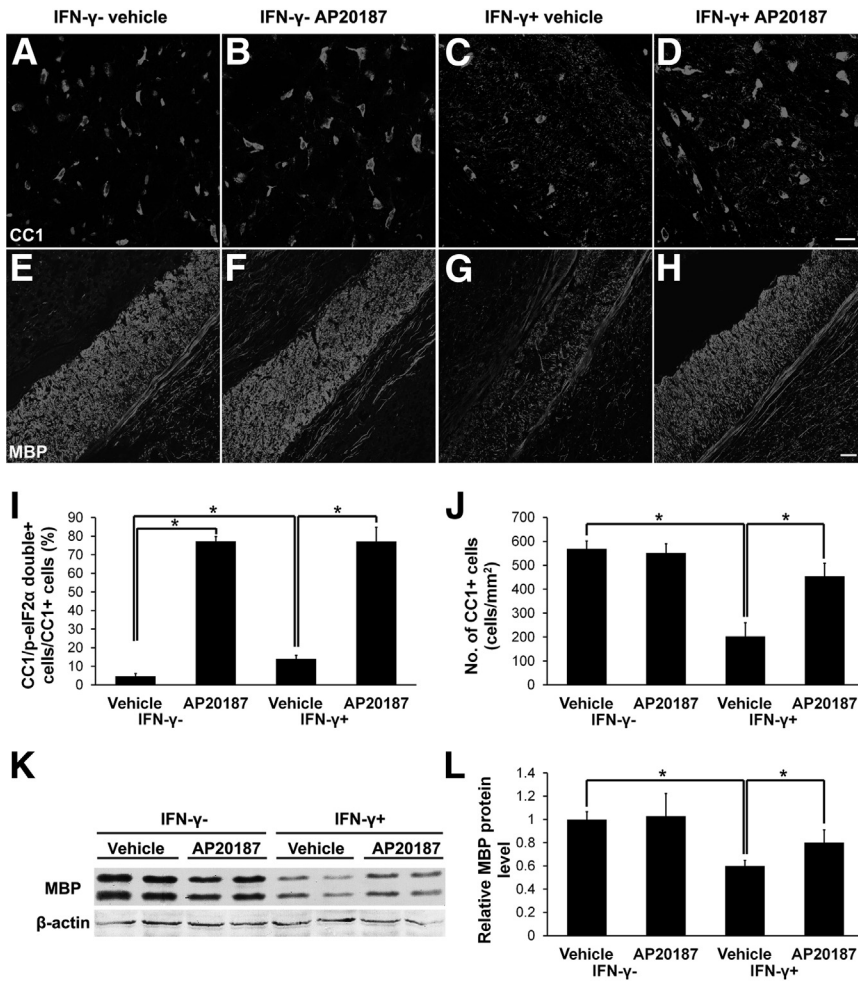 IFN-γ- vehicle IFN-γ- AP20187 IFN-γ+ vehicle IFN-γ+ AP20187
A B C D
CC1
E F G H
MBP
I
CC1/p-eIF2α double+
cells/CC1+ cells (%)
90
80
70
60
50
40
30
20
10
0
* * *
Vehicle AP20187 Vehicle AP20187
IFN-γ- IFN-γ+
J
No. of CC1+ cells
(cells/mm²)
700
600
500
400
300
200
100
0
* *
Vehicle AP20187 Vehicle AP20187
IFN-γ- IFN-γ+
K
IFN-γ- IFN-γ+
Vehicle AP20187 Vehicle AP20187
MBP
β-actin
L
Relative MBP protein
level
1.4
1.2
1
0.8
0.6
0.4
0.2
0
* *
Vehicle AP20187 Vehicle AP20187
IFN-γ- IFN-γ+